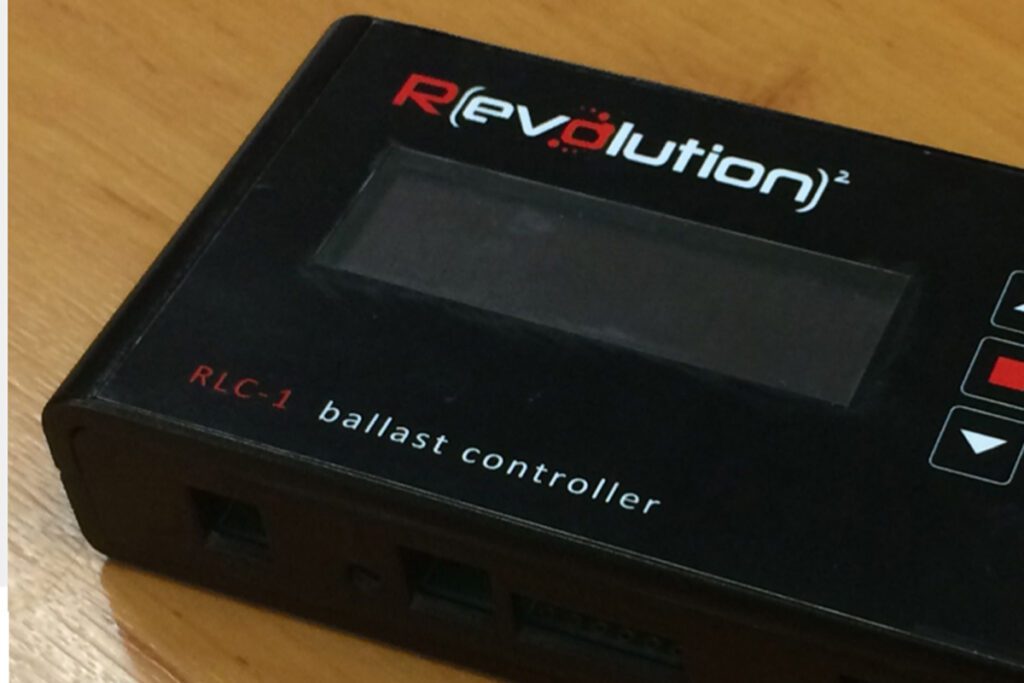 R(evolution)²
RLC-1 ballast controller